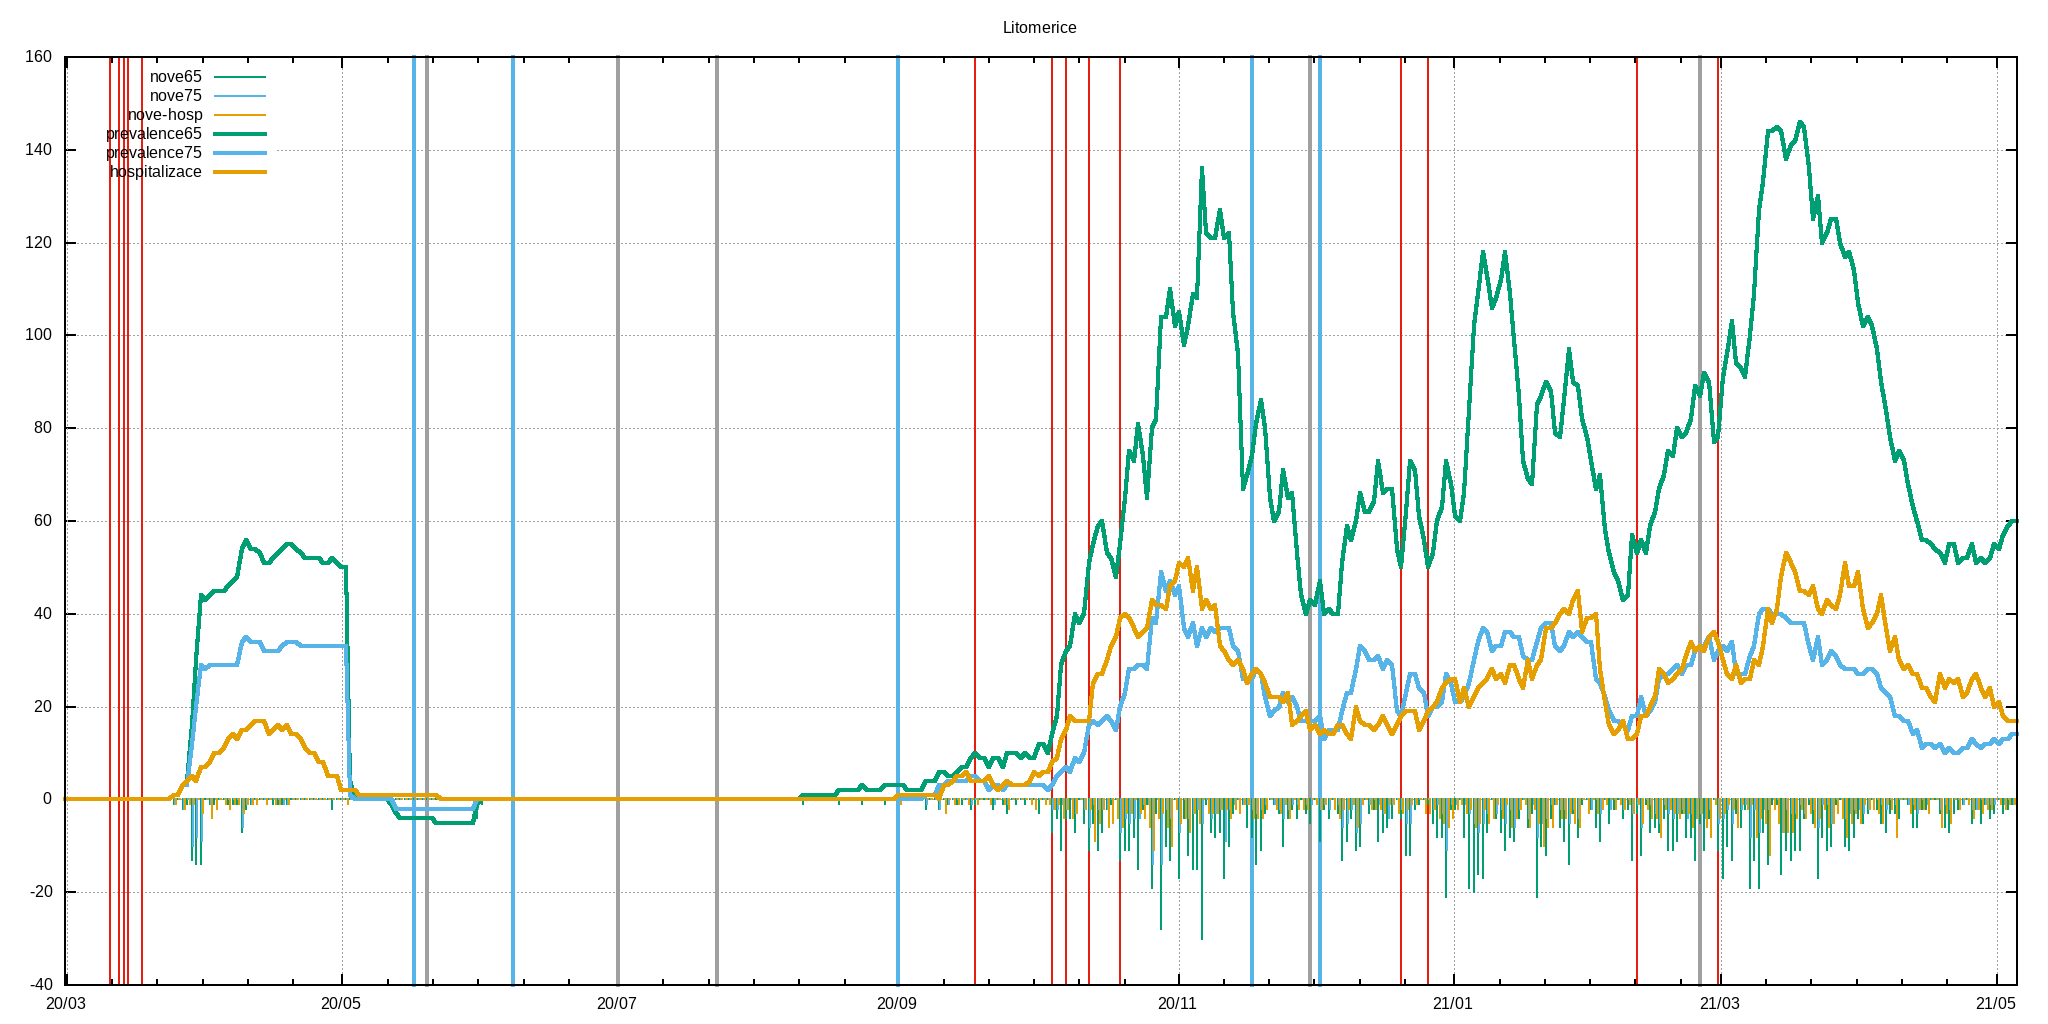 Litomerice
160
140
120
100
80
60
40
20
0
-20
-40
nove65
nove75
nove-hosp
prevalence65
prevalence75
hospitalizace
20/03 20/05 20/07 20/09 20/11 21/01 21/03 21/05